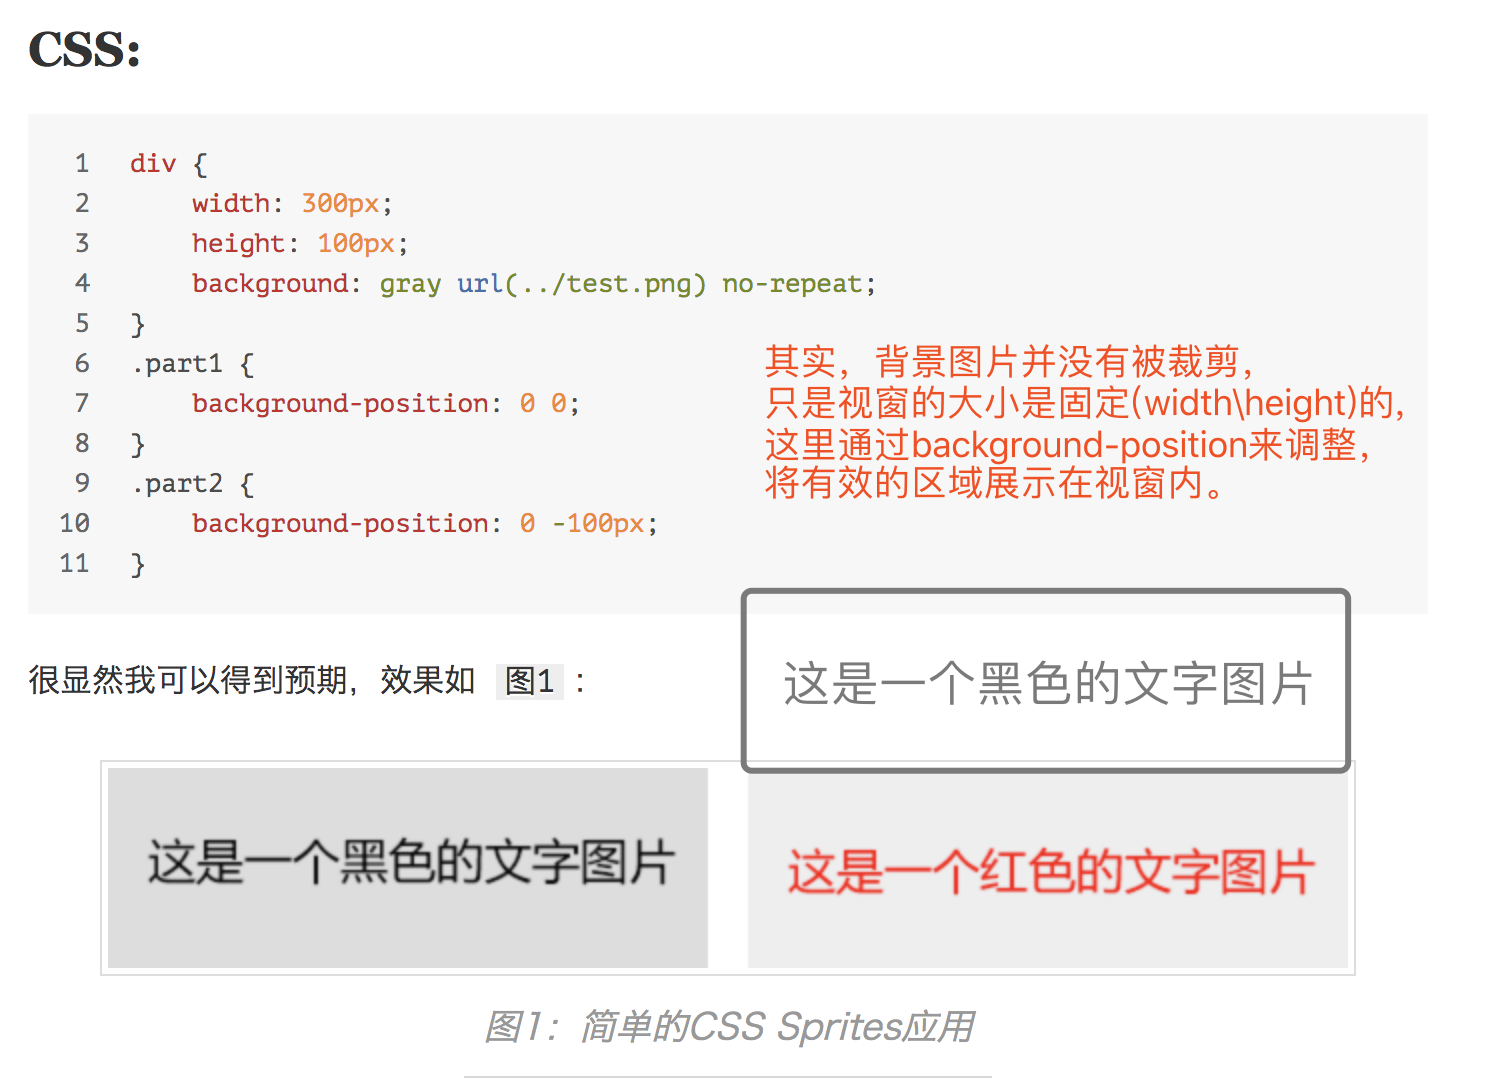 CSS:
1 div {
2     width: 300px;
3     height: 100px;
4     background: gray url(../test.png) no-repeat;
5 }
6 .part1 {
7     background-position: 0 0;
8 }
9 .part2 {
10     background-position: 0 -100px;
11 }
其实，背景图片并没有被裁剪，
只是视窗的大小是固定(width\height)的，
这里通过background-position来调整，
将有效的区域展示在视窗内。
很显然我可以得到预期，效果如 图1 ：
这是一个黑色的文字图片
这是一个黑色的文字图片
这是一个红色的文字图片
图1：简单的CSS Sprites应用